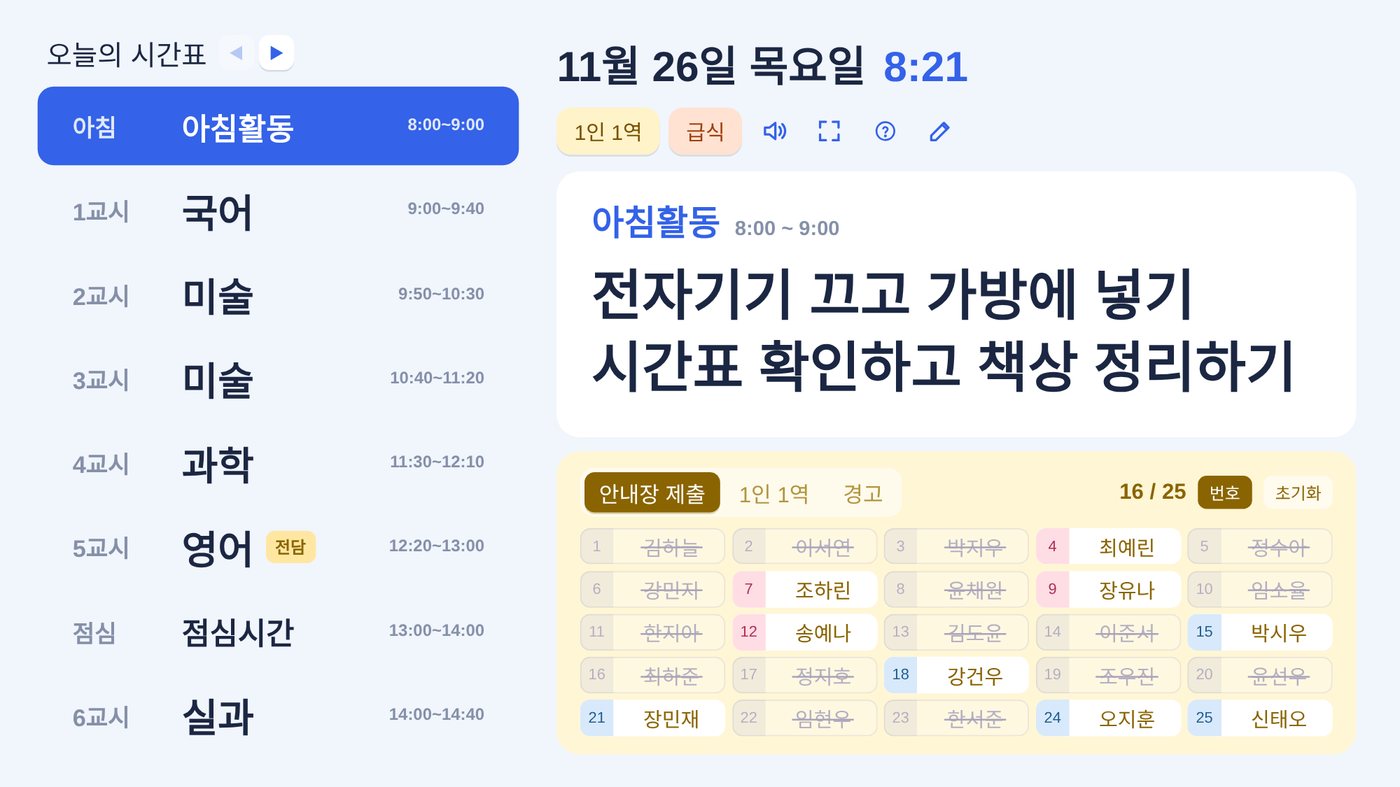 오늘의 시간표
아침 아침활동 8:00~9:00
1교시 국어 9:00~9:40
2교시 미술 9:50~10:30
3교시 미술 10:40~11:20
4교시 과학 11:30~12:10
5교시 영어 전담 12:20~13:00
점심 점심시간 13:00~14:00
6교시 실과 14:00~14:40
11월 26일 목요일 8:21
1인 1역 급식
아침활동 8:00 ~ 9:00
전자기기 끄고 가방에 넣기
시간표 확인하고 책상 정리하기
안내장 제출 1인 1역 경고 16 / 25 번호 초기화
1 김하늘 2 이서연 3 박지우 4 최예린 5 정수아
6 강민지 7 조하린 8 윤채원 9 장유나 10 임소율
11 한지아 12 송예나 13 김도윤 14 이준서 15 박시우
16 최하준 17 정지호 18 강건우 19 조우진 20 윤선우
21 장민재 22 임현우 23 한서준 24 오지훈 25 신태오